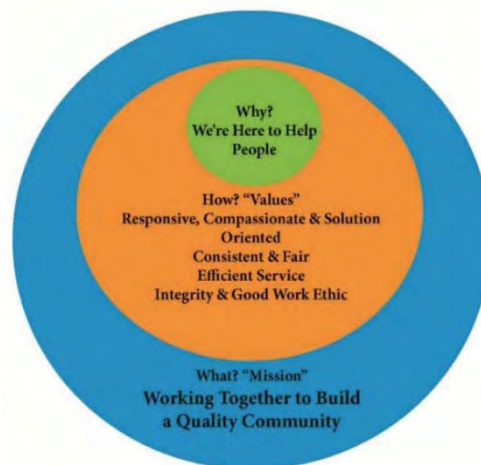 Why?
We're Here to Help
People
How? “Values”
Responsive, Compassionate & Solution
Oriented
Consistent & Fair
Efficient Service
Integrity & Good Work Ethic
What? “Mission”
Working Together to Build
a Quality Community